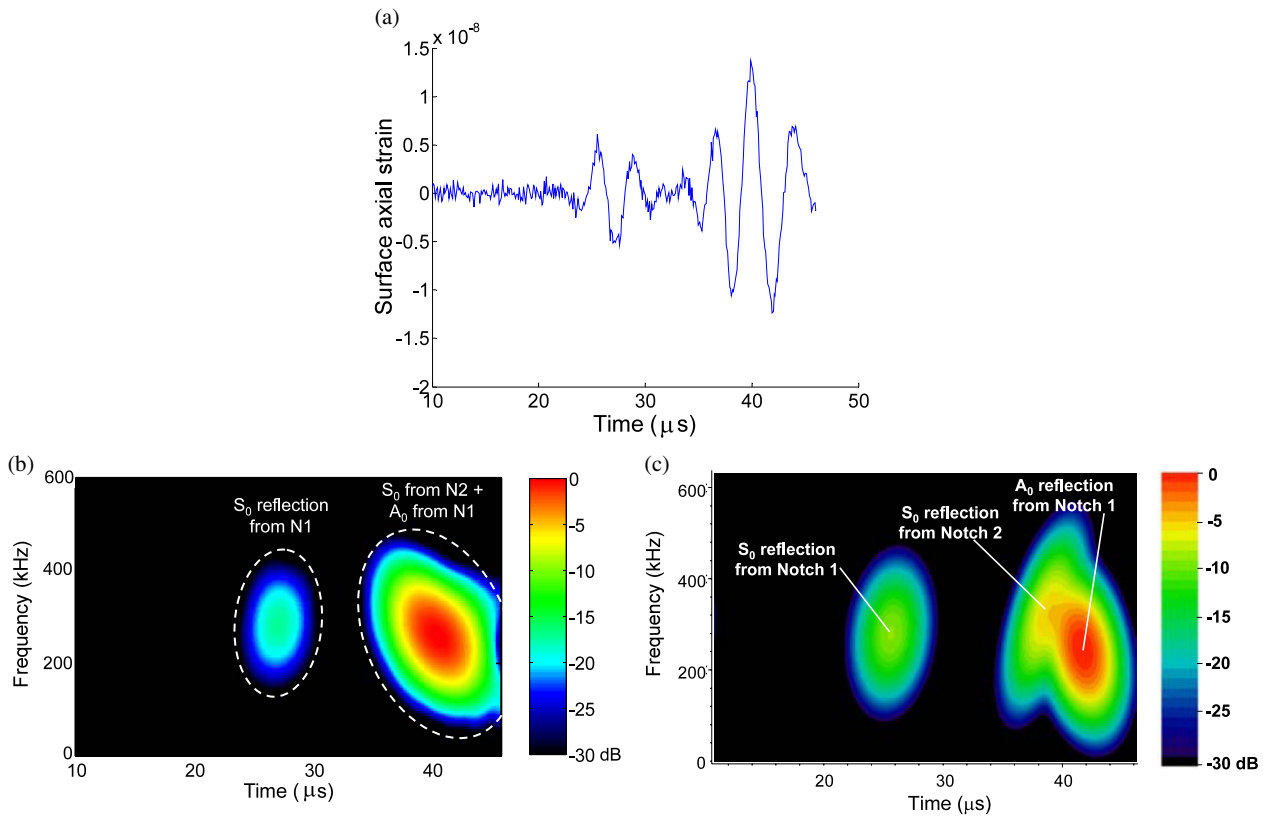 (a)
× 10⁻⁸
1.5
1
0.5
0
-0.5
-1
-1.5
-2
Surface axial strain
10
20
30
40
50
Time (μs)
(b)
600
400
200
0
Frequency (kHz)
S₀ reflection
from N1
S₀ from N2 +
A₀ from N1
10
20
30
40
Time (μs)
0
-5
-10
-15
-20
-25
-30 dB
(c)
600
400
200
0
Frequency (kHz)
S₀ reflection
from Notch 1
S₀ reflection
from Notch 2
A₀ reflection
from Notch 1
20
30
40
Time (μs)
0
-5
-10
-15
-20
-25
-30 dB